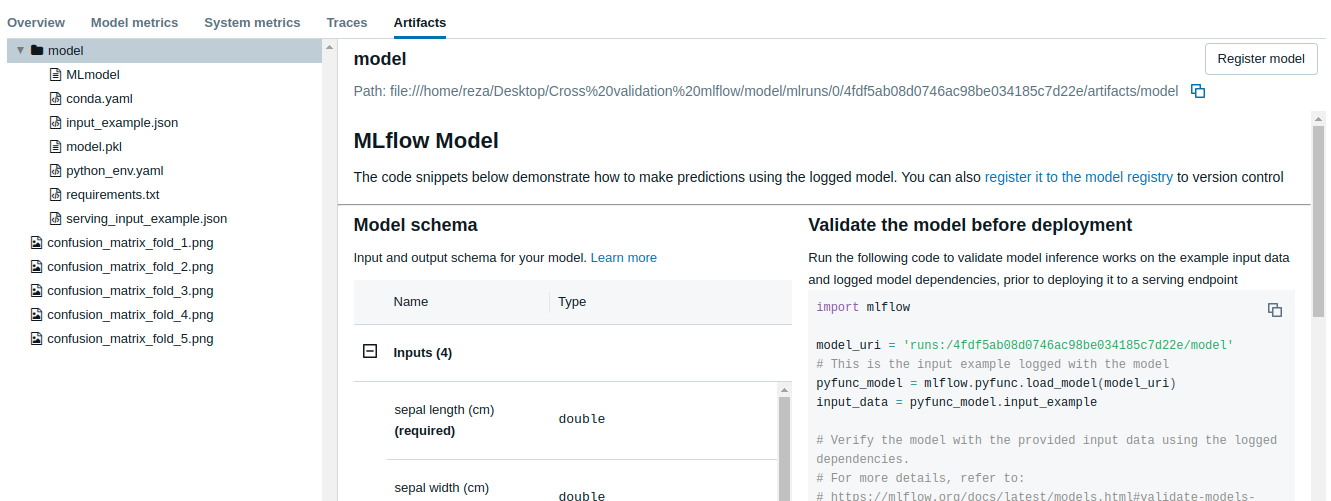 Overview Model metrics System metrics Traces Artifacts
model
MLmodel
conda.yaml
input_example.json
model.pkl
python_env.yaml
requirements.txt
serving_input_example.json
confusion_matrix_fold_1.png
confusion_matrix_fold_2.png
confusion_matrix_fold_3.png
confusion_matrix_fold_4.png
confusion_matrix_fold_5.png
model
Register model
Path: file:///home/reza/Desktop/Cross%20validation%20mlflow/model/mlruns/0/4fdf5ab08d0746ac98be034185c7d22e/artifacts/model
MLflow Model
The code snippets below demonstrate how to make predictions using the logged model. You can also register it to the model registry to version control
Model schema
Input and output schema for your model. Learn more
Name Type
Inputs (4)
sepal length (cm)
(required)
double
sepal width (cm)
double
Validate the model before deployment
Run the following code to validate model inference works on the example input data
and logged model dependencies, prior to deploying it to a serving endpoint
import mlflow
model_uri = 'runs:/4fdf5ab08d0746ac98be034185c7d22e/model'
# This is the input example logged with the model
pyfunc_model = mlflow.pyfunc.load_model(model_uri)
input_data = pyfunc_model.input_example
# Verify the model with the provided input data using the logged
dependencies.
# For more details, refer to:
# https://mlflow.org/docs/latest/models.html#validate-models-